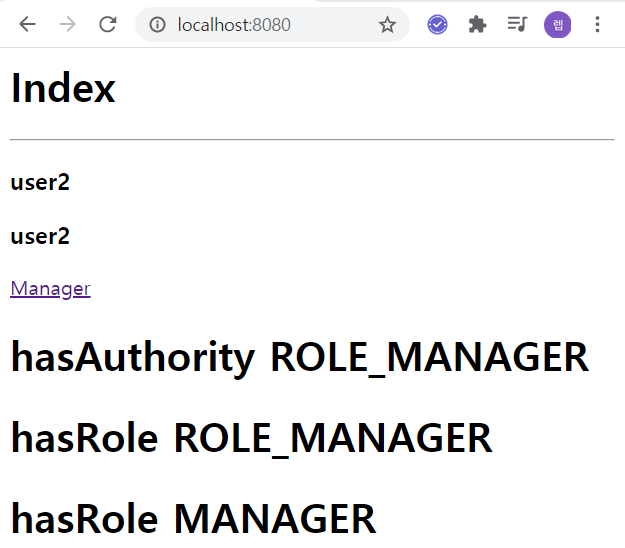 localhost:8080
렙
Index
user2
user2
Manager
hasAuthority ROLE_MANAGER
hasRole ROLE_MANAGER
hasRole MANAGER